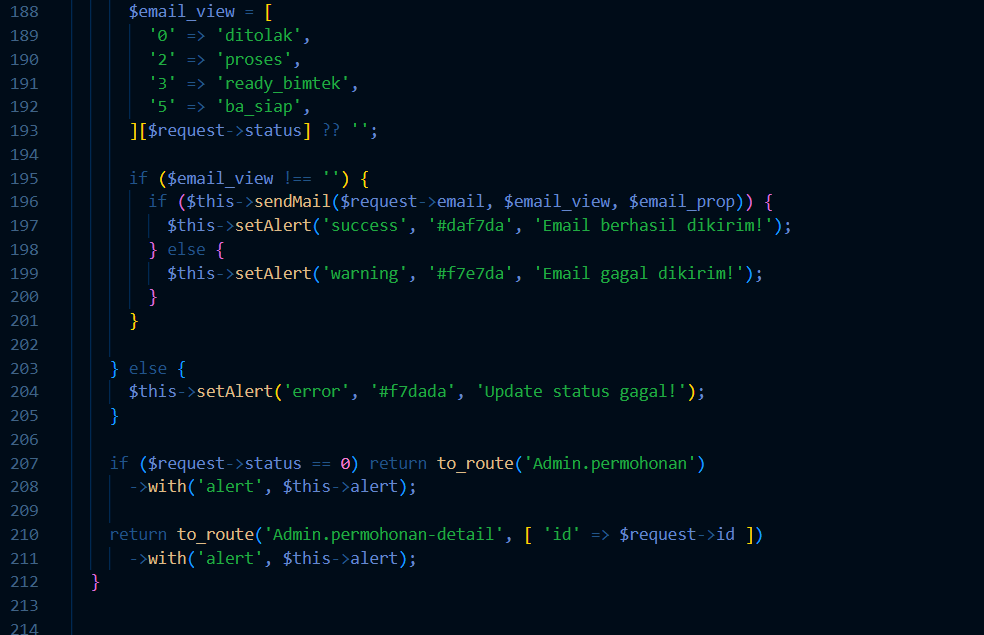 188 $email_view = [
189 '0' => 'ditolak',
190 '2' => 'proses',
191 '3' => 'ready_bimtek',
192 '5' => 'ba_siap',
193 ][$request->status] ?? '';
194
195 if ($email_view !== '') {
196 if ($this->sendMail($request->email, $email_view, $email_prop)) {
197 $this->setAlert('success', '#daf7da', 'Email berhasil dikirim!');
198 } else {
199 $this->setAlert('warning', '#f7e7da', 'Email gagal dikirim!');
200 }
201 }
202
203 } else {
204 $this->setAlert('error', '#f7dada', 'Update status gagal!');
205 }
206
207 if ($request->status == 0) return to_route('Admin.permohonan')
208 ->with('alert', $this->alert);
209
210 return to_route('Admin.permohonan-detail', [ 'id' => $request->id ])
211 ->with('alert', $this->alert);
212 }
213
214